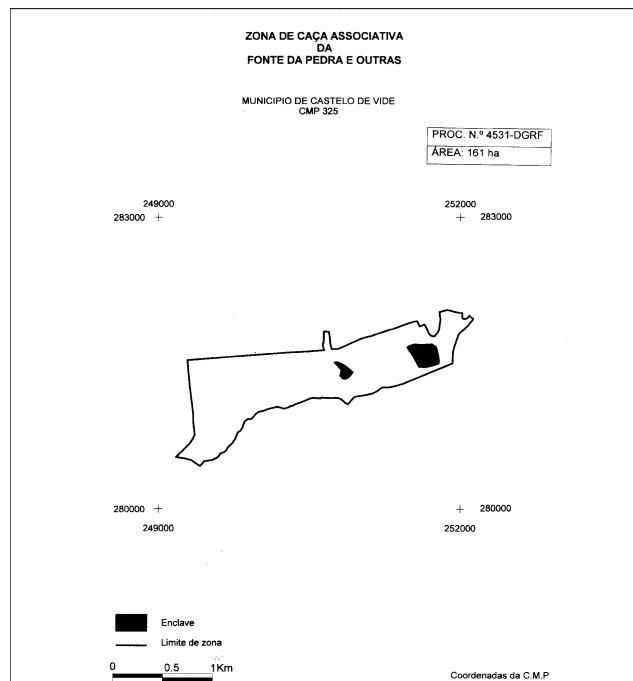 ZONA DE CAÇA ASSOCIATIVA
DA
FONTE DA PEDRA E OUTRAS
MUNICIPIO DE CASTELO DE VIDE
CMP 325
PROC. N.º 4531-DGRF
ÁREA: 161 ha
249000 252000
283000 283000
280000 280000
249000 252000
Enclave
Limite de zona
0 0.5 1Km
Coordenadas da C.M.P